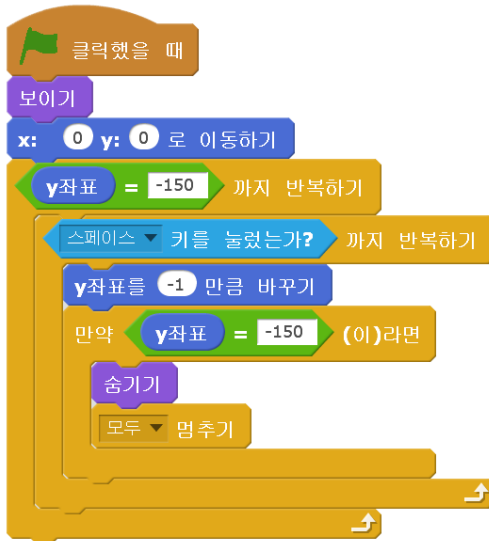 클릭했을 때
보이기
x: 0 y: 0 로 이동하기
y좌표 = -150 까지 반복하기
스페이스 키를 눌렀는가? 까지 반복하기
y좌표를 -1 만큼 바꾸기
만약 y좌표 = -150 (이)라면
숨기기
모두 멈추기